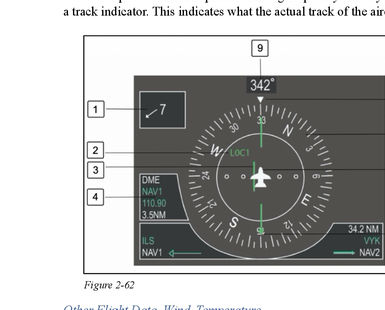 a track indicator. This indicates what the actual track of the airc
9
342°
1
7
33
30
N
3
2
W
LOC1
3
24
6
DME
NAV1
4
110.90
3.5NM
21
E
S
12
34.2 NM
ILS
VYK
NAV1
NAV2
Figure 2-62
Other Flight Data, Wind, Temperature